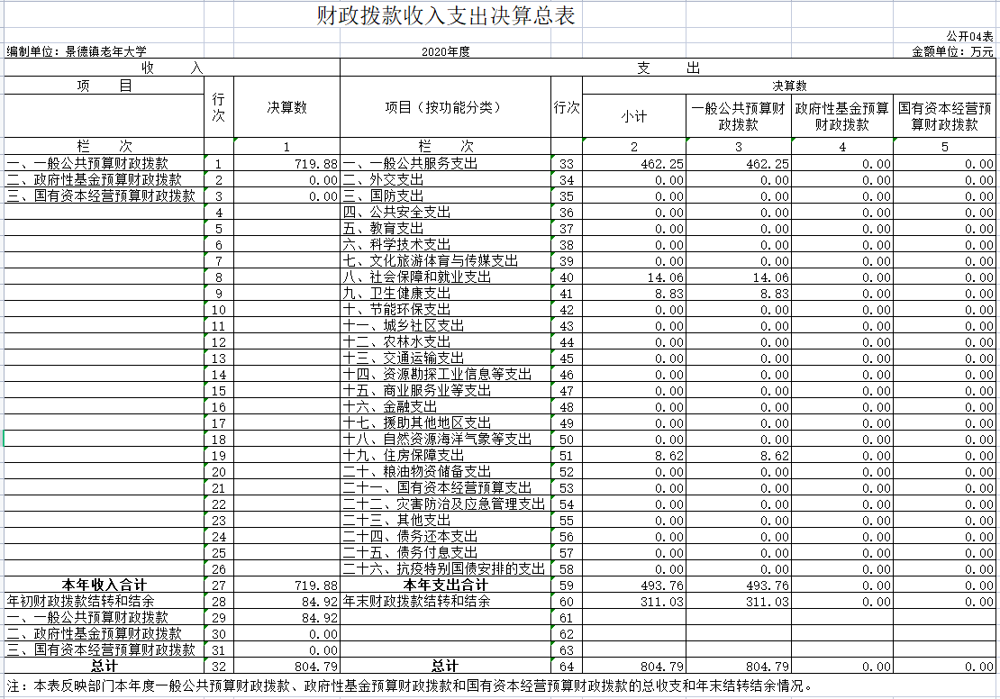 财政拨款收入支出决算总表
公开04表
编制单位：景德镇老年大学 2020年度 金额单位：万元
收 入 支 出
项 目 行次 决算数 项目（按功能分类） 行次 决算数
小计 一般公共预算财政拨款 政府性基金预算财政拨款 国有资本经营预算财政拨款
栏 次 1 栏 次 2 3 4 5
一、一般公共预算财政拨款 1 719.88 一、一般公共服务支出 33 462.25 462.25 0.00 0.00
二、政府性基金预算财政拨款 2 0.00 二、外交支出 34 0.00 0.00 0.00 0.00
三、国有资本经营预算财政拨款 3 0.00 三、国防支出 35 0.00 0.00 0.00 0.00
4 四、公共安全支出 36 0.00 0.00 0.00 0.00
5 五、教育支出 37 0.00 0.00 0.00 0.00
6 六、科学技术支出 38 0.00 0.00 0.00 0.00
7 七、文化旅游体育与传媒支出 39 0.00 0.00 0.00 0.00
8 八、社会保障和就业支出 40 14.06 14.06 0.00 0.00
9 九、卫生健康支出 41 8.83 8.83 0.00 0.00
10 十、节能环保支出 42 0.00 0.00 0.00 0.00
11 十一、城乡社区支出 43 0.00 0.00 0.00 0.00
12 十二、农林水支出 44 0.00 0.00 0.00 0.00
13 十三、交通运输支出 45 0.00 0.00 0.00 0.00
14 十四、资源勘探工业信息等支出 46 0.00 0.00 0.00 0.00
15 十五、商业服务业等支出 47 0.00 0.00 0.00 0.00
16 十六、金融支出 48 0.00 0.00 0.00 0.00
17 十七、援助其他地区支出 49 0.00 0.00 0.00 0.00
18 十八、自然资源海洋气象等支出 50 0.00 0.00 0.00 0.00
19 十九、住房保障支出 51 8.62 8.62 0.00 0.00
20 二十、粮油物资储备支出 52 0.00 0.00 0.00 0.00
21 二十一、国有资本经营预算支出 53 0.00 0.00 0.00 0.00
22 二十二、灾害防治及应急管理支出 54 0.00 0.00 0.00 0.00
23 二十三、其他支出 55 0.00 0.00 0.00 0.00
24 二十四、债务还本支出 56 0.00 0.00 0.00 0.00
25 二十五、债务付息支出 57 0.00 0.00 0.00 0.00
26 二十六、抗疫特别国债安排的支出 58 0.00 0.00 0.00 0.00
本年收入合计 27 719.88 本年支出合计 59 493.76 493.76 0.00 0.00
年初财政拨款结转和结余 28 84.92 年末财政拨款结转和结余 60 311.03 311.03 0.00 0.00
一、一般公共预算财政拨款 29 84.92 61
二、政府性基金预算财政拨款 30 0.00 62
三、国有资本经营预算财政拨款 31 0.00 63
总计 32 804.79 总计 64 804.79 804.79 0.00 0.00
注：本表反映部门本年度一般公共预算财政拨款、政府性基金预算财政拨款和国有资本经营预算财政拨款的总收支和年末结转结余情况。